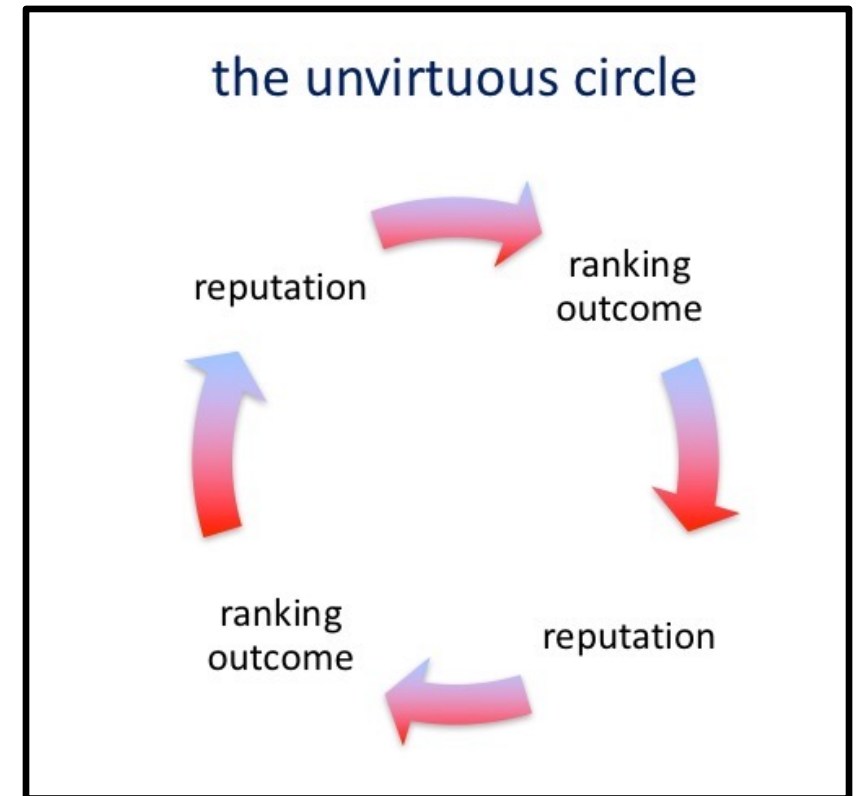 the unvirtuous circle
reputation
ranking
outcome
reputation
ranking
outcome